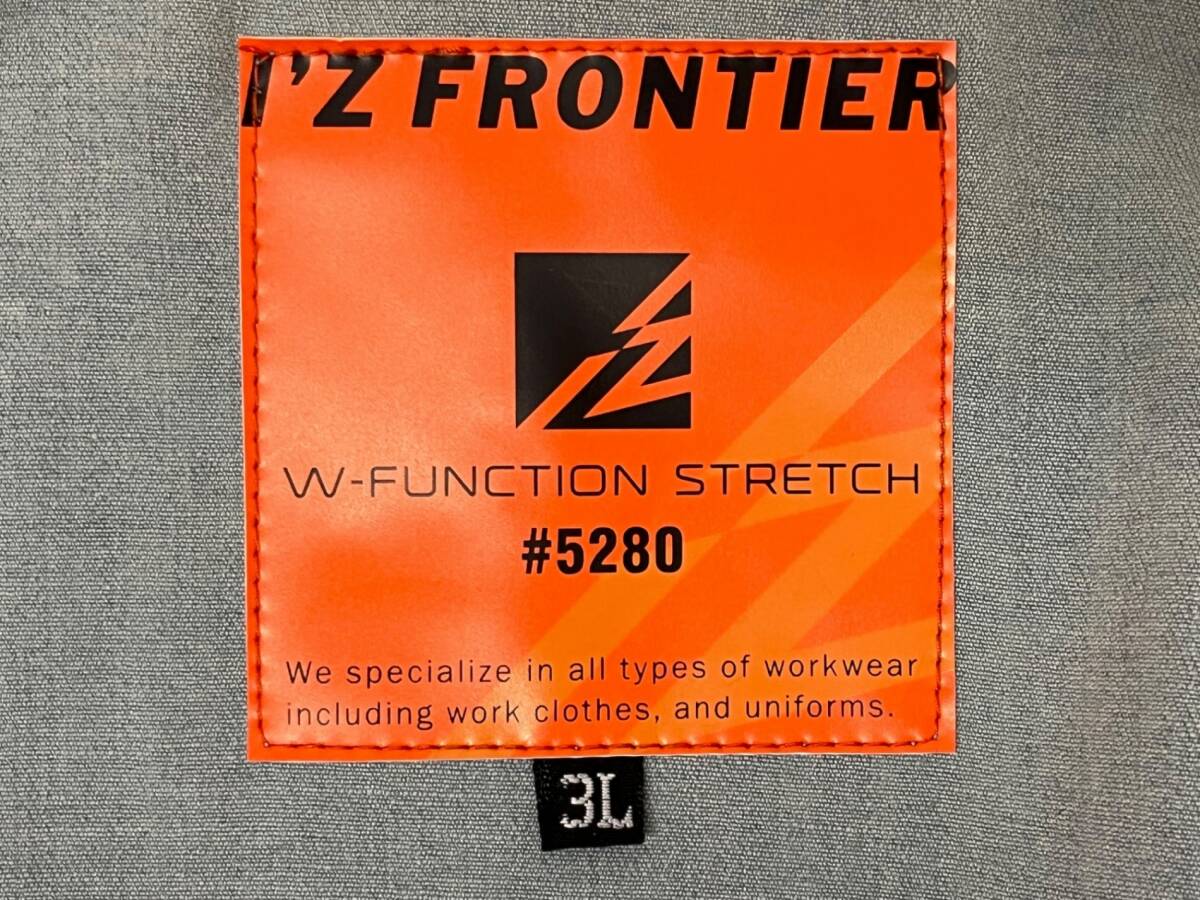 I'Z FRONTIER
W-FUNCTION STRETCH
#5280
We specialize in all types of workwear
including work clothes, and uniforms.
3L